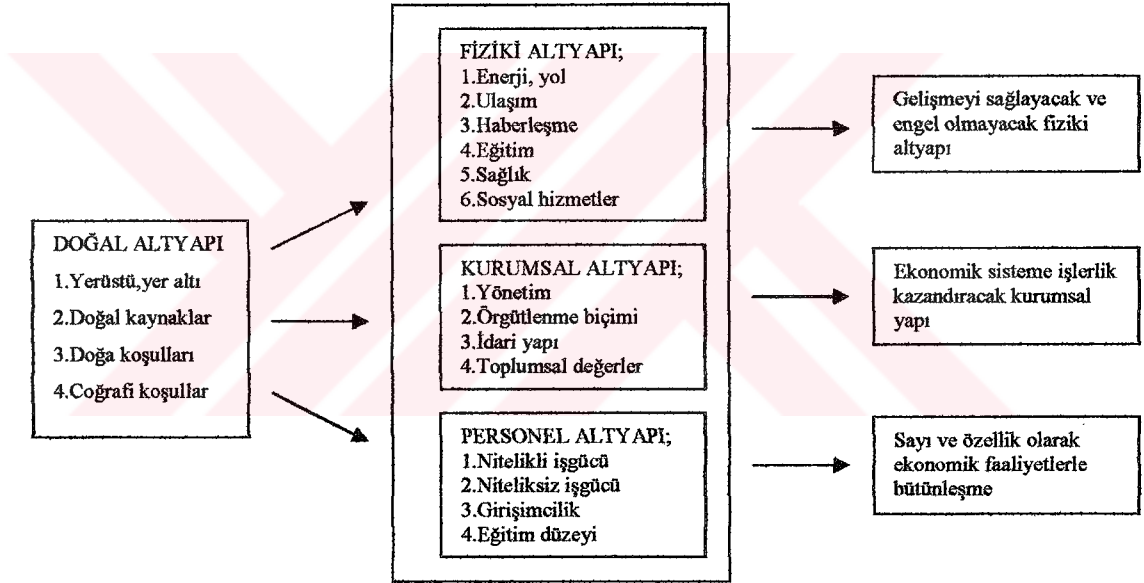 DOĞAL ALTYAPI
1.Yerüstü,yer altı
2.Doğal kaynaklar
3.Doğa koşulları
4.Coğrafi koşullar
FİZİKİ ALTYAPI;
1.Enerji, yol
2.Ulaşım
3.Haberleşme
4.Eğitim
5.Sağlık
6.Sosyal hizmetler
KURUMSAL ALTYAPI;
1.Yönetim
2.Örgütlenme biçimi
3.İdari yapı
4.Toplumsal değerler
PERSONEL ALTYAPI;
1.Nitelikli işgücü
2.Niteliksiz işgücü
3.Girişimcilik
4.Eğitim düzeyi
Gelişmeyi sağlayacak ve
engel olmayacak fiziki
altyapı
Ekonomik sisteme işlerlik
kazandıracak kurumsal
yapı
Sayı ve özellik olarak
ekonomik faaliyetlerle
bütünleşme